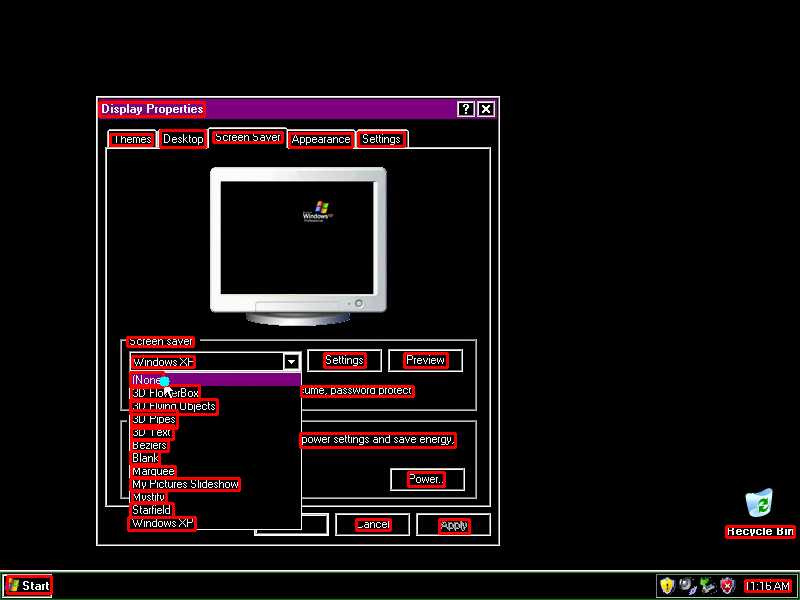 Display Properties
Themes Desktop Screen Saver Appearance Settings
Windows xp
Screen saver
Windows XP Settings Preview
(None)
3D FlowerBox
ume, password protect
3D Flying Objects
3D Pipes
3D Text
power settings and save energy,
Beziers
Blank
Marquee
Power..
My Pictures Slideshow
Mystify
Starfield
Windows XP
Cancel Apply
Recycle Bin
Start
11:16 AM